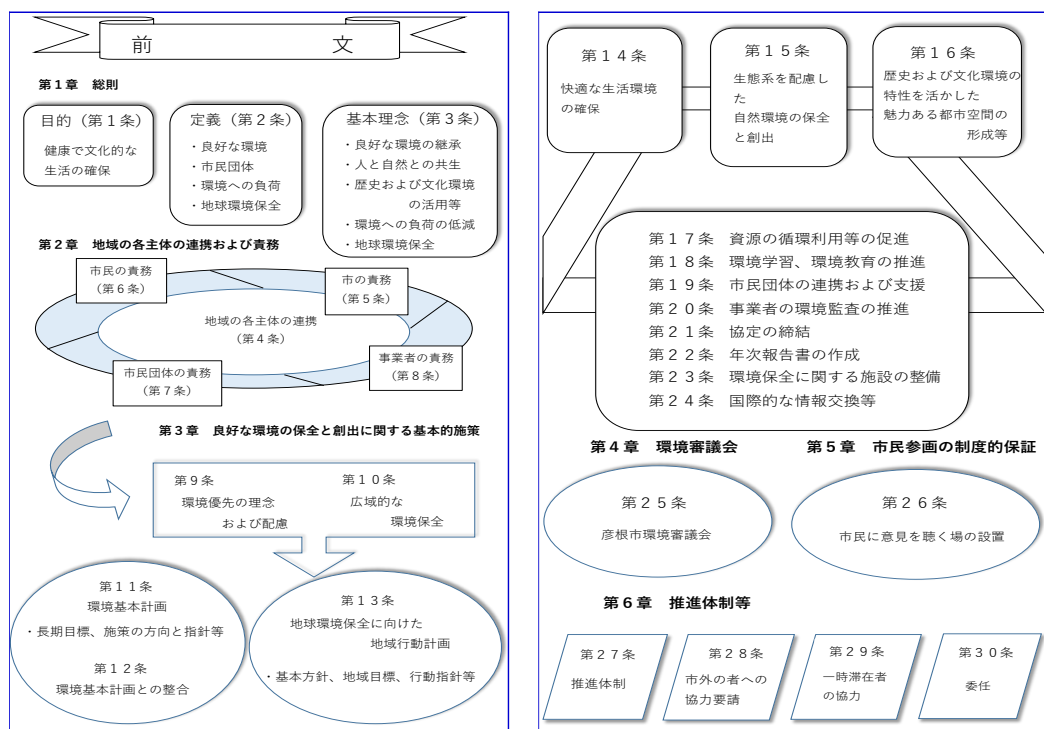 前　文
第１章　総則
目的（第１条）
健康で文化的な
生活の確保
定義（第２条）
・良好な環境
・市民団体
・環境への負荷
・地球環境保全
基本理念（第３条）
・良好な環境の継承
・人と自然との共生
・歴史および文化環境
の活用等
・環境への負荷の低減
・地球環境保全
第２章　地域の各主体の連携および責務
市民の責務
（第６条）
市の責務
（第５条）
地域の各主体の連携
（第４条）
市民団体の責務
（第７条）
事業者の責務
（第８条）
第３章　良好な環境の保全と創出に関する基本的施策
第９条
環境優先の理念
および配慮
第１０条
広域的な
環境保全
第１１条
環境基本計画
・長期目標、施策の方向と指針等
第１２条
環境基本計画との整合
第１３条
地球環境保全に向けた
地域行動計画
・基本方針、地域目標、行動指針等
第１４条
快適な生活環境
の確保
第１５条
生態系を配慮し
た
自然環境の保全
と創出
第１６条
歴史および文化環境の
特性を活かした
魅力ある都市空間の
形成等
第１７条　資源の循環利用等の促進
第１８条　環境学習、環境教育の推進
第１９条　市民団体の連携および支援
第２０条　事業者の環境監査の推進
第２１条　協定の締結
第２２条　年次報告書の作成
第２３条　環境保全に関する施設の整備
第２４条　国際的な情報交換等
第４章　環境審議会
第２５条
彦根市環境審議会
第５章　市民参画の制度的保証
第２６条
市民に意見を聴く場の設置
第６章　推進体制等
第２７条
推進体制
第２８条
市外の者への
協力要請
第２９条
一時滞在者
の協力
第３０条
委任